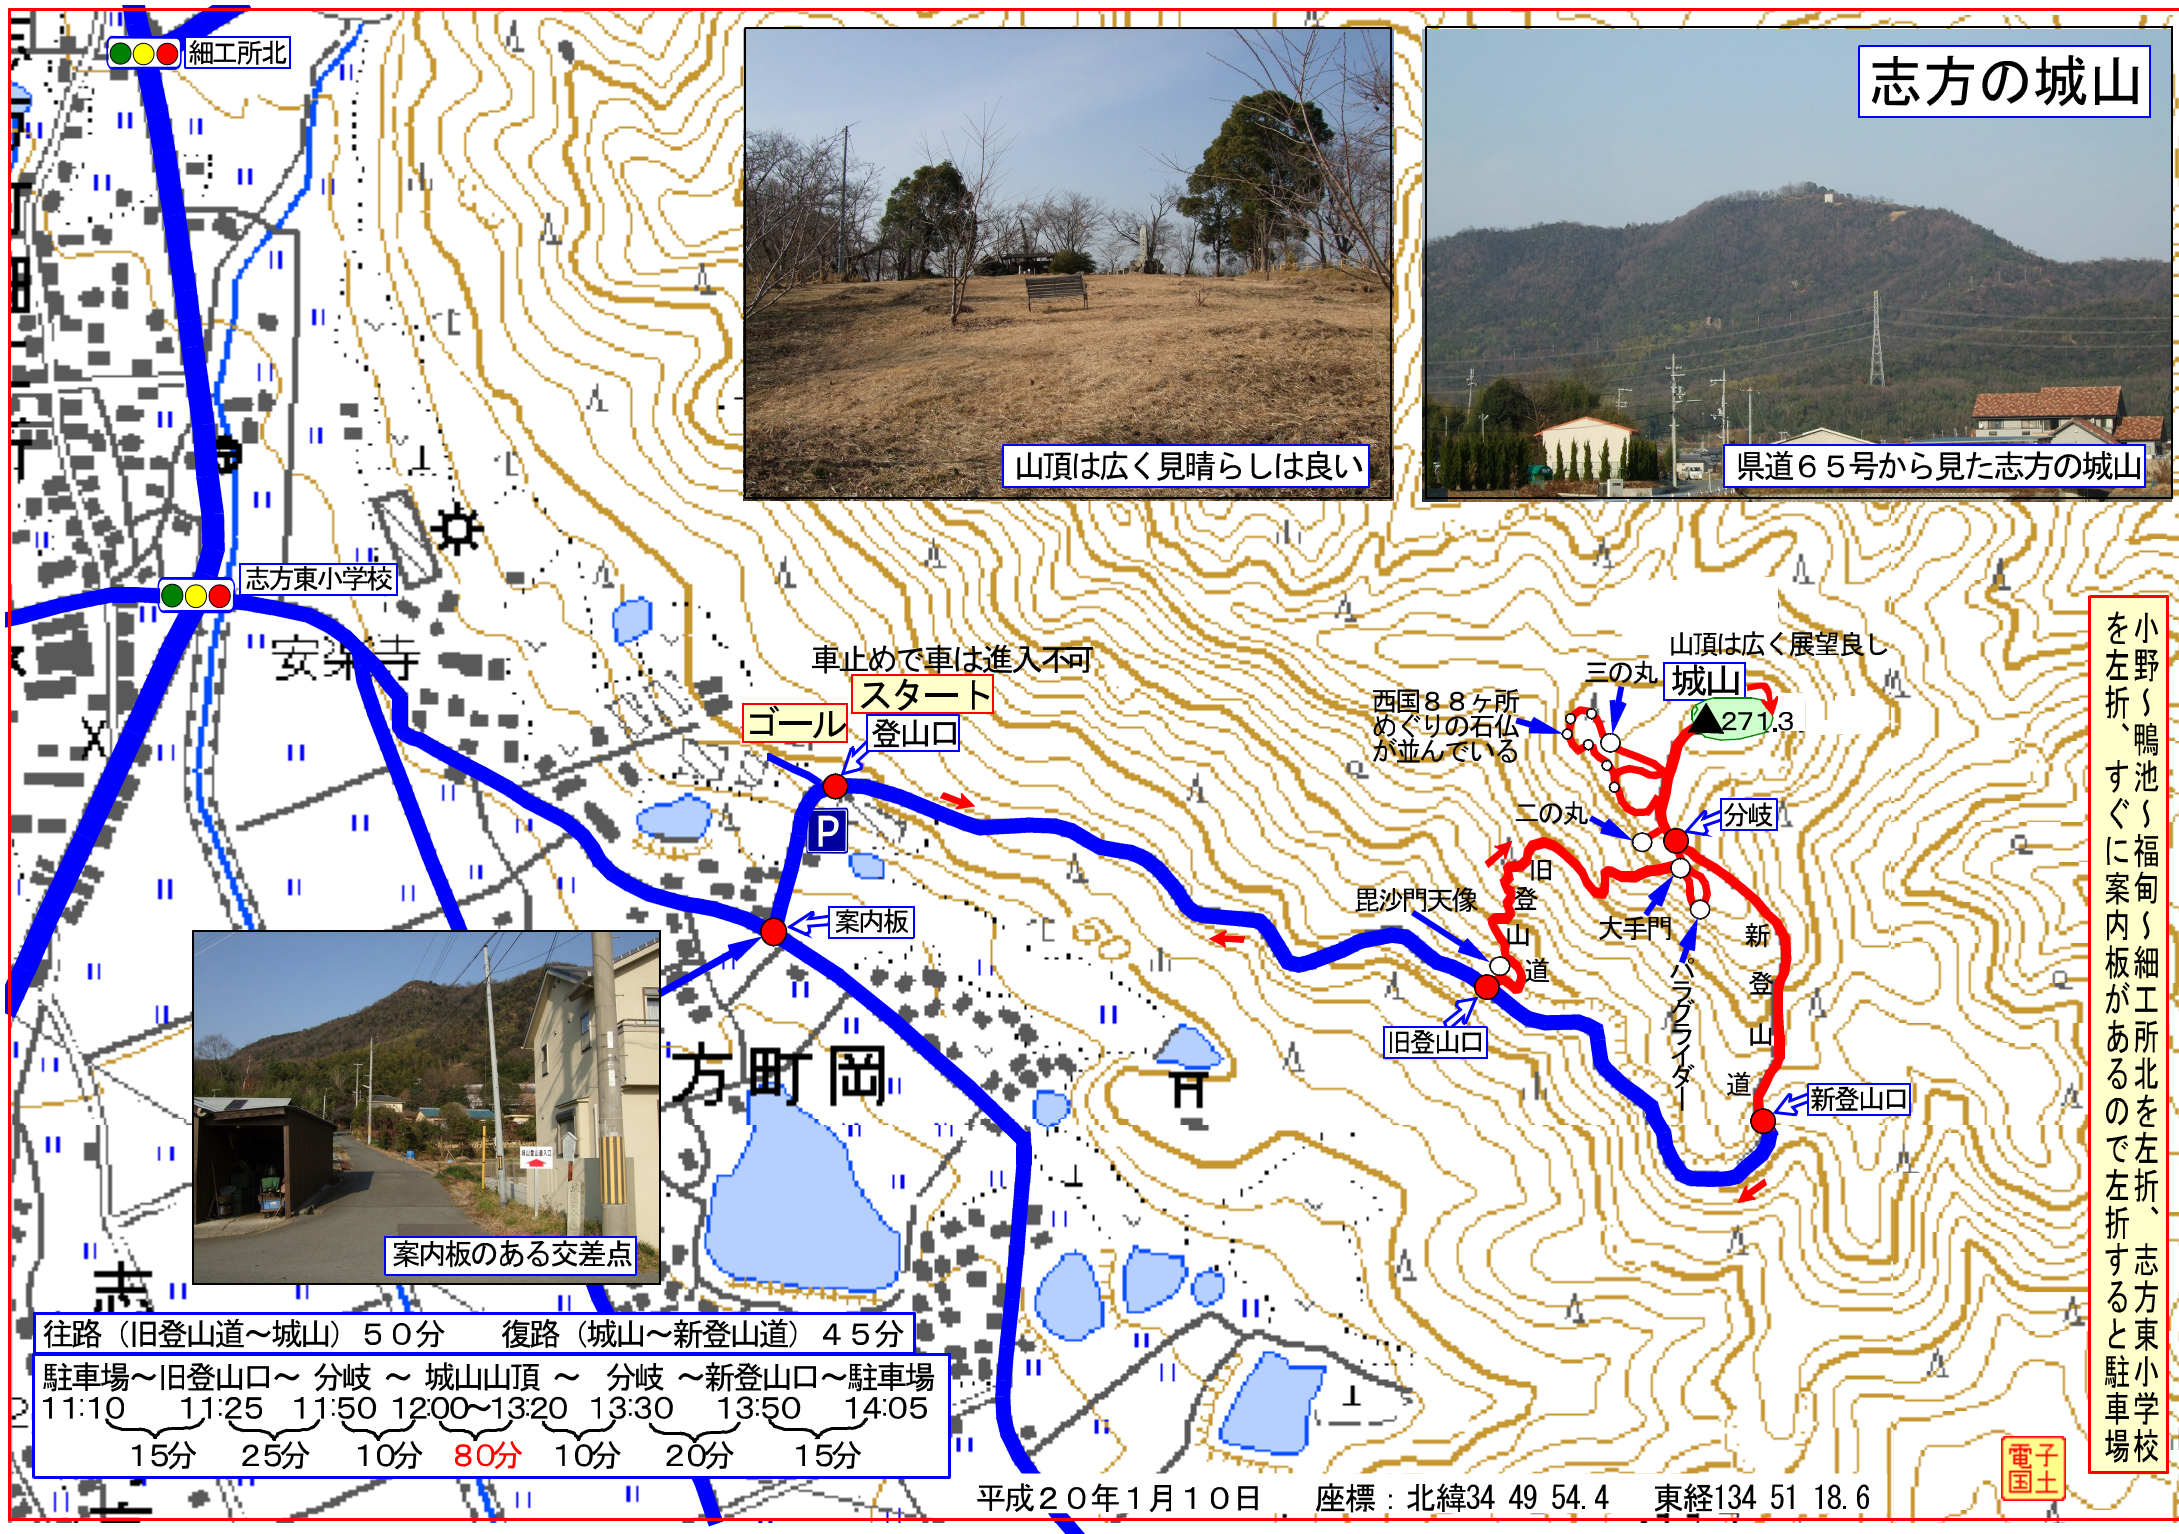 細工所北
志方の城山
山頂は広く見晴らしは良い
県道６５号から見た志方の城山
志方東小学校
安楽寺
車止めで車は進入不可
スタート
ゴール
登山口
P
案内板
山頂は広く展望良し
三の丸
城山
271.3
西国８８ヶ所
めぐりの石仏
が並んでいる
二の丸
分岐
毘沙門天像
旧登山道
大手門
パラグライダー
新登山道
旧登山口
新登山口
方町岡
城山登山道入口
案内板のある交差点
志
小野～鴨池～福甸～細工所北を左折、志方東小学校
を左折、すぐに案内板があるので左折すると駐車場
往路（旧登山道～城山）５０分　　復路（城山～新登山道）４５分
駐車場～旧登山口～ 分岐 ～ 城山山頂 ～ 分岐 ～新登山口～駐車場
11:10 11:25 11:50 12:00～13:20 13:30 13:50 14:05
15分 25分 10分 80分 10分 20分 15分
平成２０年１月１０日　座標：北緯34 49 54.4　東経134 51 18.6
電子
国土